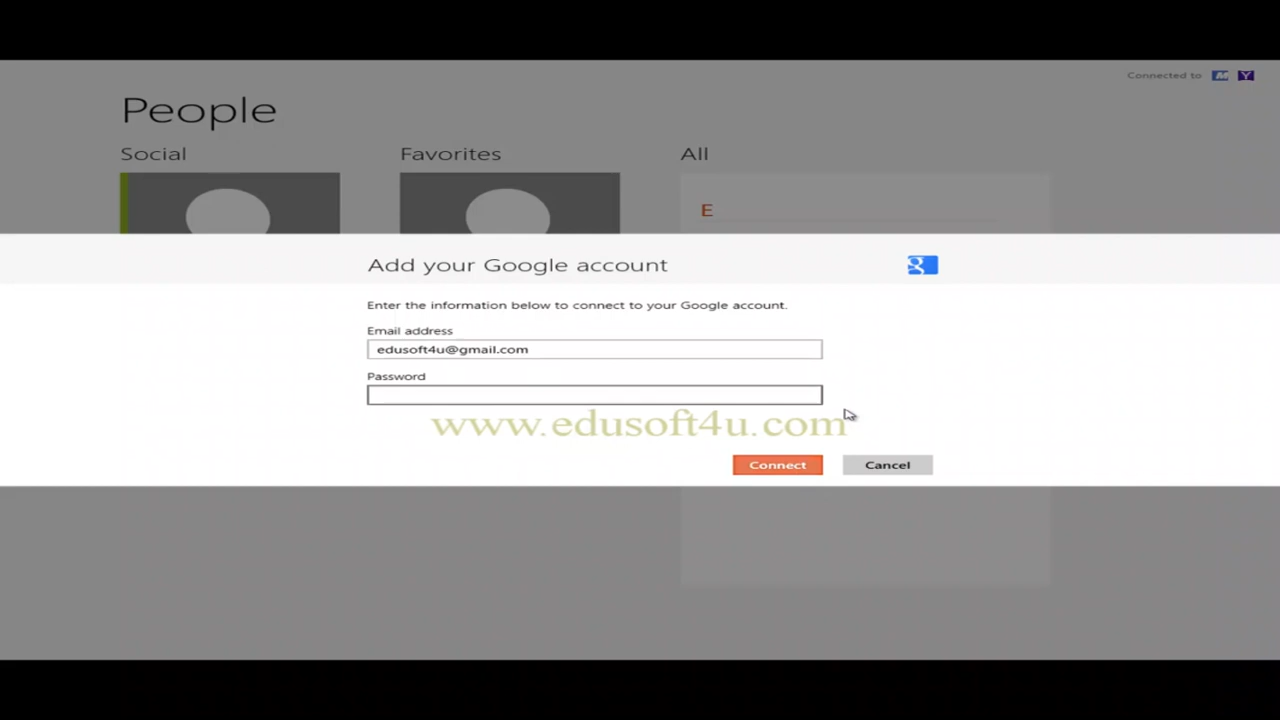 Connected to
People
Social
Favorites
All
E
Add your Google account
Enter the information below to connect to your Google account.
Email address
edusoft4u@gmail.com
Password
www.edusoft4u.com
Connect
Cancel